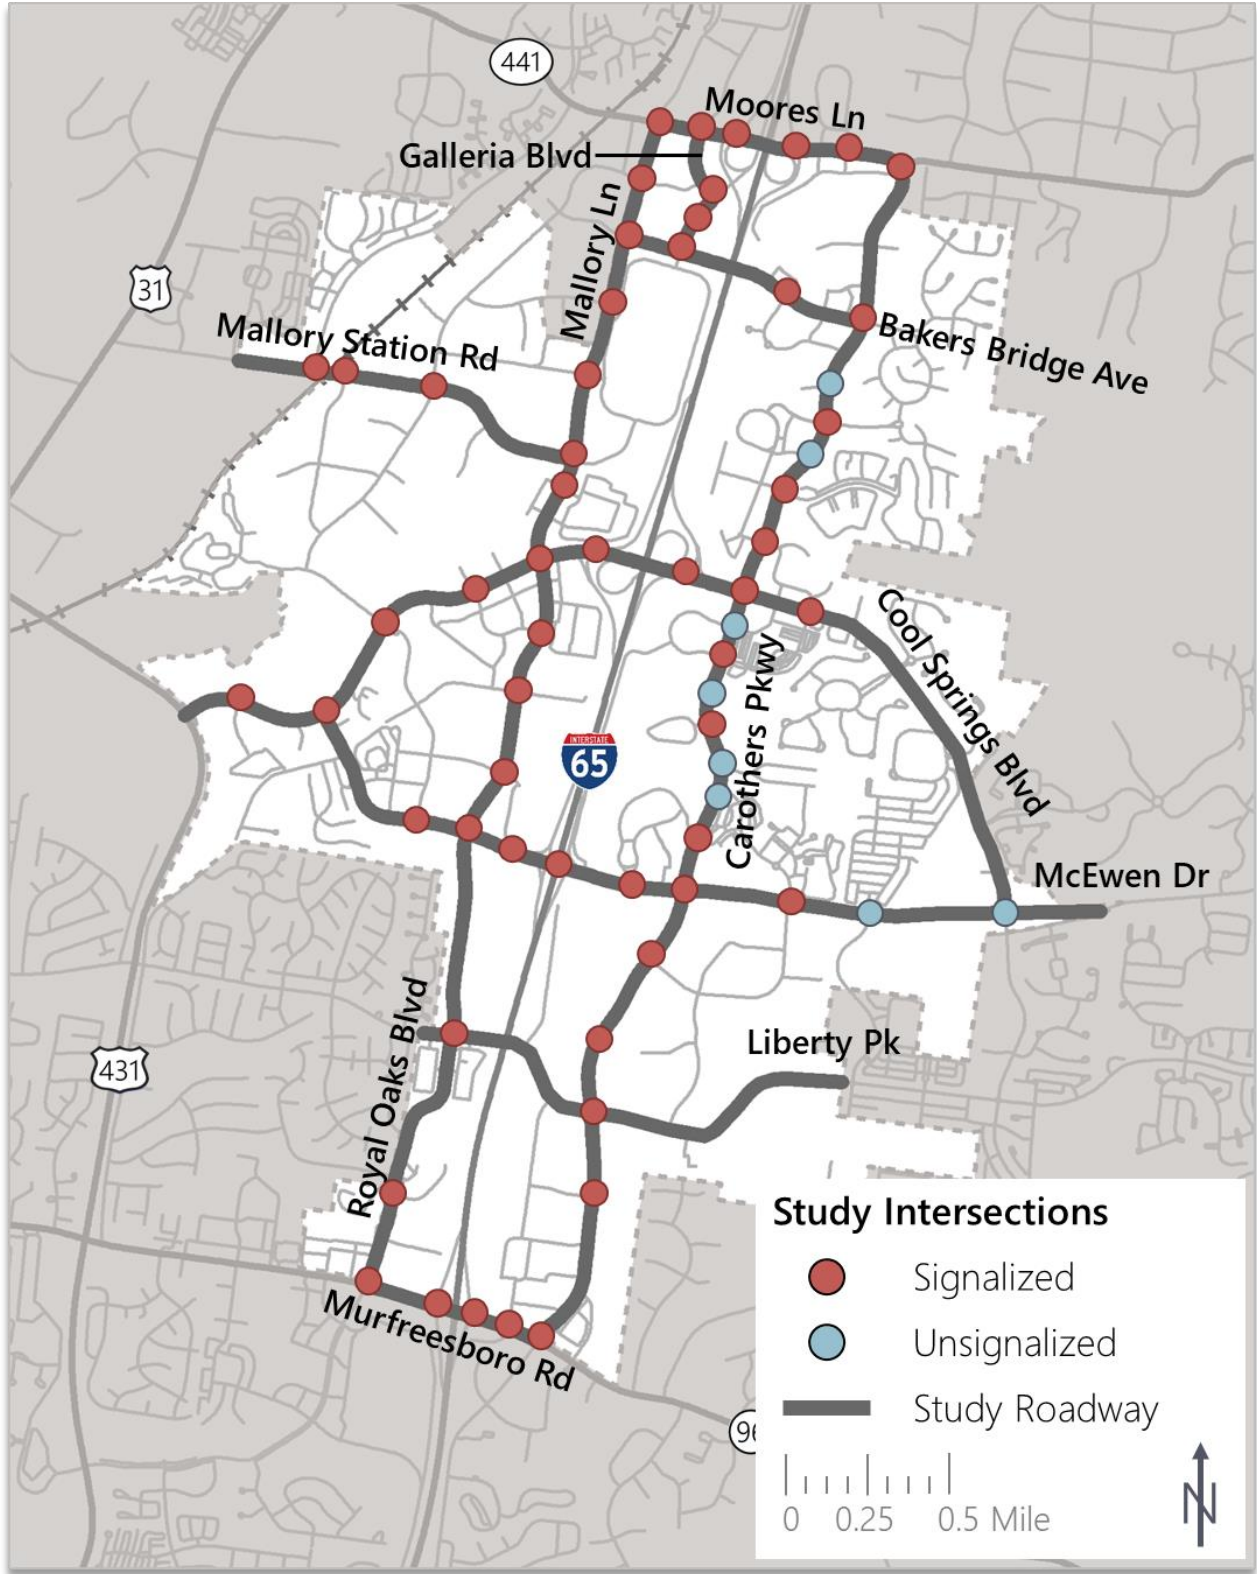 441
Moores Ln
Galleria Blvd
Mallory Ln
31
Mallory Station Rd
Bakers Bridge Ave
Cool Springs Blvd
Carothers Pkwy
INTERSTATE
65
McEwen Dr
Royal Oaks Blvd
Liberty Pk
431
Murfreesboro Rd
Study Intersections
Signalized
Unsignalized
Study Roadway
96
0 0.25 0.5 Mile
N